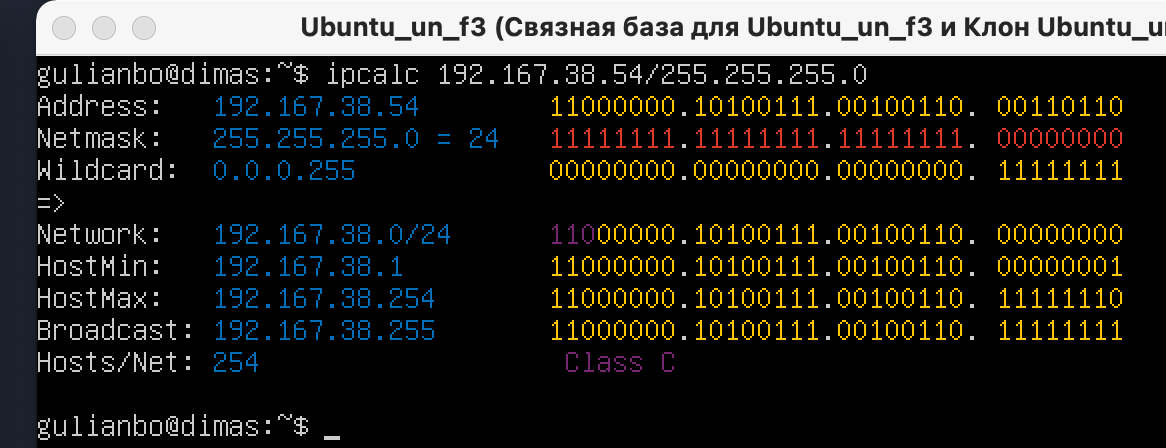 Ubuntu_un_f3 (Связная база для Ubuntu_un_f3 и Клон Ubuntu_u
gulianbo@dimas:~$ ipcalc 192.167.38.54/255.255.255.0
Address: 192.167.38.54 11000000.10100111.00100110. 00110110
Netmask: 255.255.255.0 = 24 11111111.11111111.11111111. 00000000
Wildcard: 0.0.0.255 00000000.00000000.00000000. 11111111
=>
Network: 192.167.38.0/24 11000000.10100111.00100110. 00000000
HostMin: 192.167.38.1 11000000.10100111.00100110. 00000001
HostMax: 192.167.38.254 11000000.10100111.00100110. 11111110
Broadcast: 192.167.38.255 11000000.10100111.00100110. 11111111
Hosts/Net: 254 Class C
gulianbo@dimas:~$ _